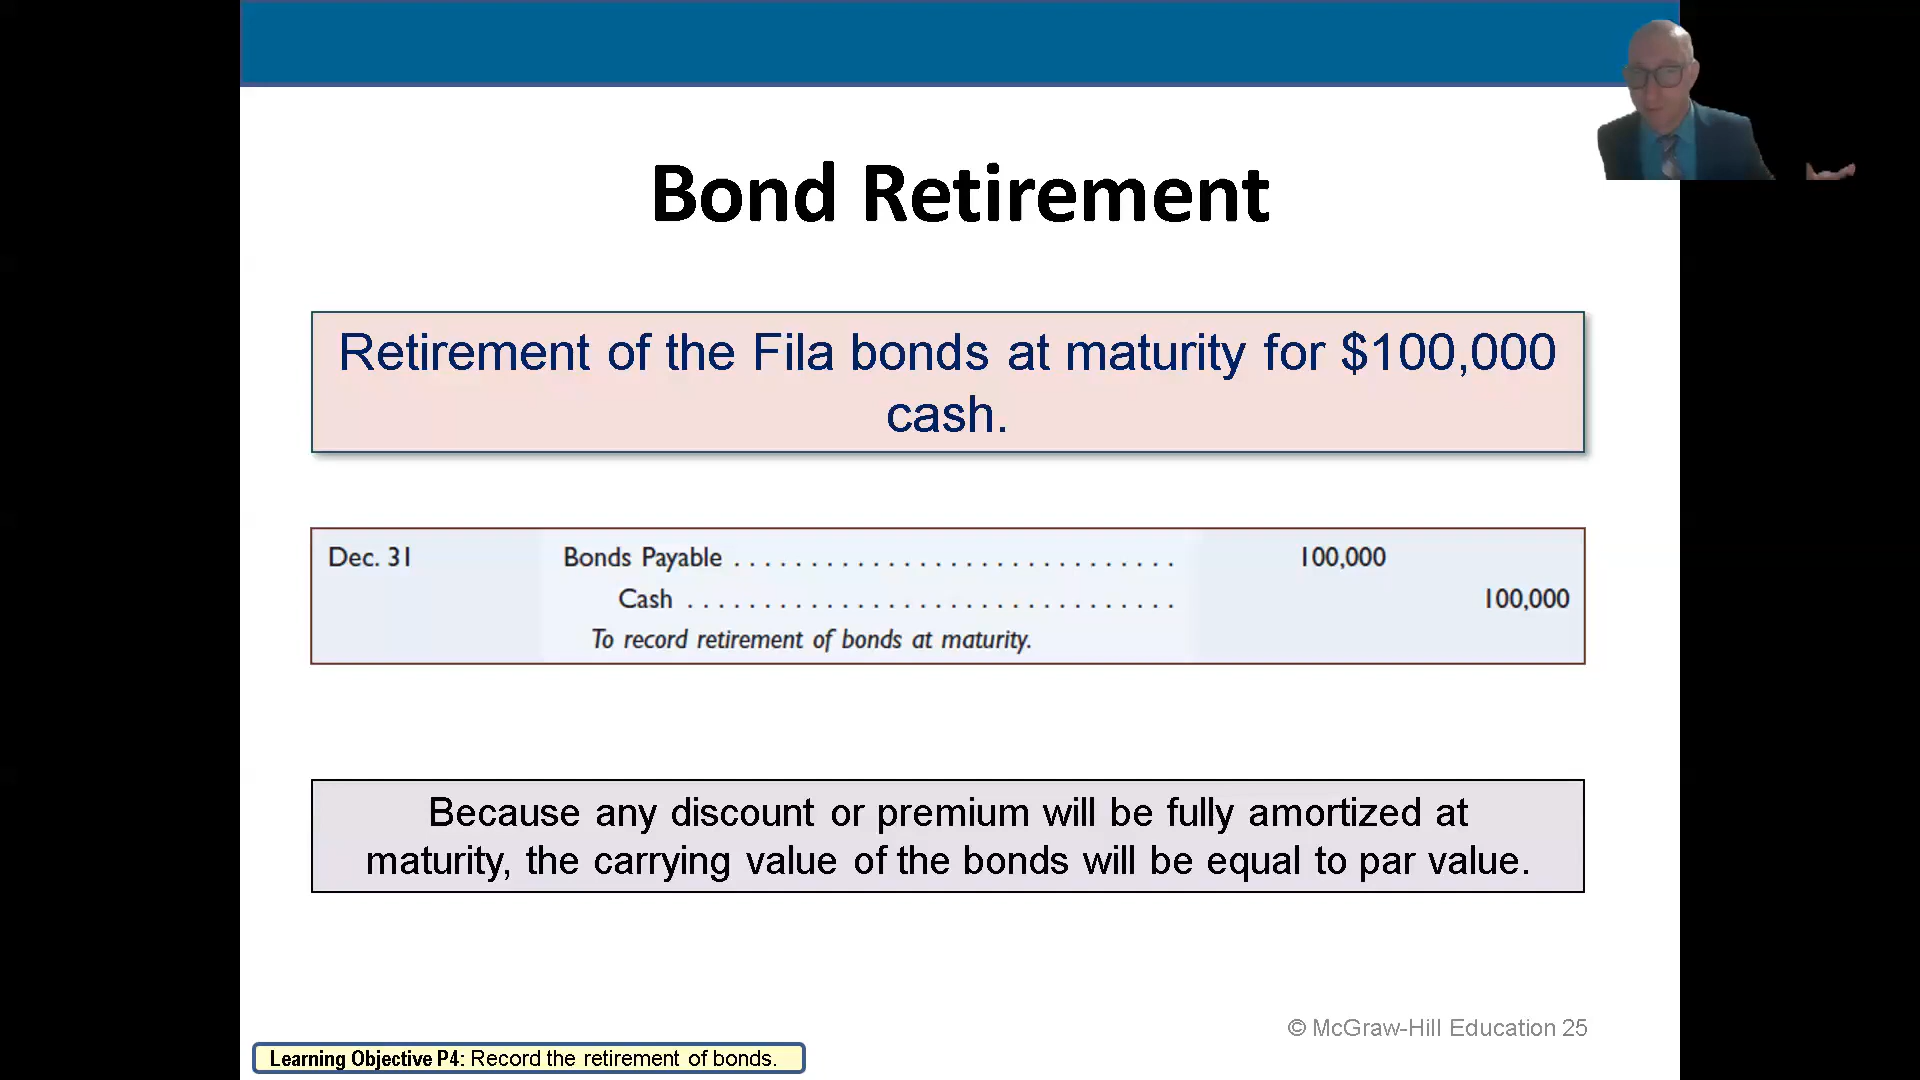 Bond Retirement
Retirement of the Fila bonds at maturity for $100,000
cash.
Dec. 31 Bonds Payable . . . . . . . . . . . . . . . . . . . . . . . . . . . . . 100,000
Cash . . . . . . . . . . . . . . . . . . . . . . . . . . . . . . . . 100,000
To record retirement of bonds at maturity.
Because any discount or premium will be fully amortized at
maturity, the carrying value of the bonds will be equal to par value.
© McGraw-Hill Education 25
Learning Objective P4: Record the retirement of bonds.